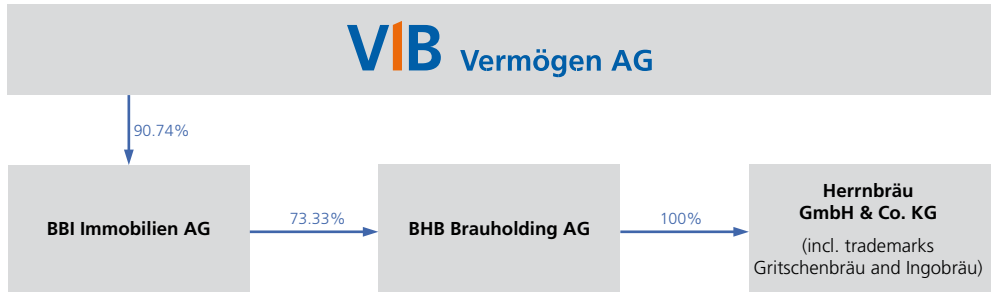 VIB Vermögen AG
90.74%
BBI Immobilien AG
73.33%
BHB Brauholding AG
100%
Herrnbräu
GmbH & Co. KG
(incl. trademarks
Gritschenbräu and Ingobräu)